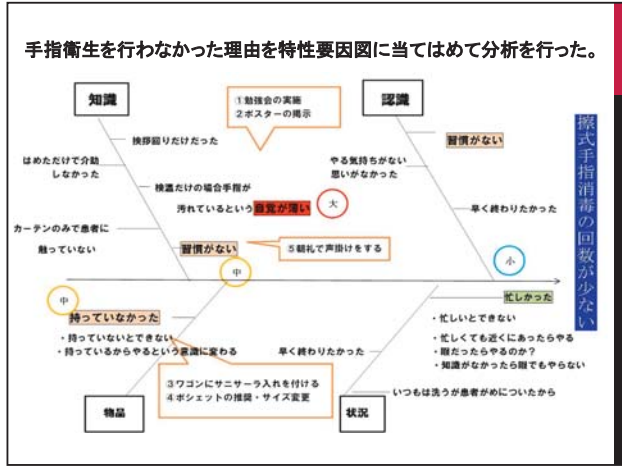 手指衛生を行わなかった理由を特性要因図に当てはめて分析を行った。
知識
①勉強会の実施
②ポスターの掲示
認識
挨拶回りだけだった
習慣がない
はめただけで介助
しなかった
やる気持ちがない
思いがなかった
検温だけの場合手指が
汚れているという自覚が薄い
大
早く終わりたかった
カーテンのみで患者に
触っていない
習慣がない
⑤朝礼で声掛けをする
中
小
擦式手指消毒の回数が少ない
中
持っていなかった
忙しかった
・持っていないとできない
・持っているからやるという意識に変わる
早く終わりたかった
・忙しいとできない
・忙しくても近くにあったらやる
・暇だったらやるのか？
・知識がなかったら暇でもやらない
③ワゴンにサニサーラ入れを付ける
④ポシェットの推奨・サイズ変更
いつもは洗うが患者がめについたから
物品
状況